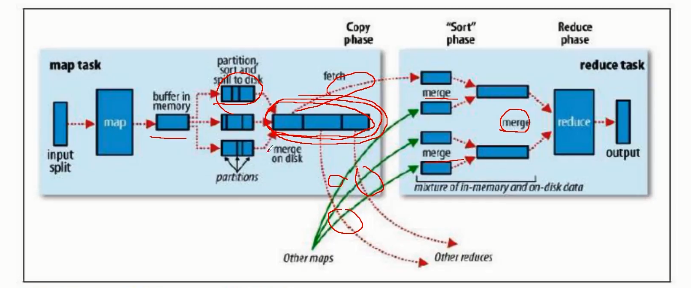 Copy
phase
"Sort"
phase
Reduce
phase
map task
partition,
sort and
spill to disk
fetch
reduce task
buffer in
memory
map
merge
merge
reduce
input
split
merge
on disk
partitions
merge
output
mixture of in-memory and on-disk data
Other maps
Other reduces